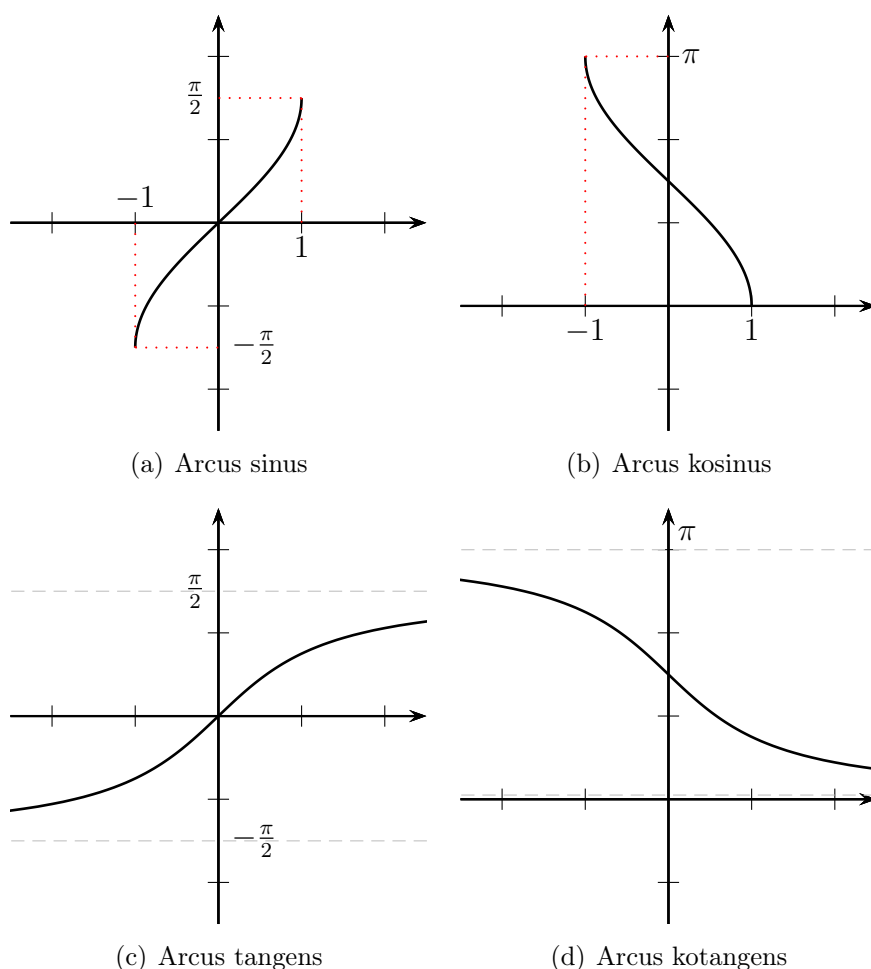 π/2
−1
1
−π/2
(a) Arcus sinus
π
−1
1
(b) Arcus kosinus
π/2
−π/2
(c) Arcus tangens
π
(d) Arcus kotangens